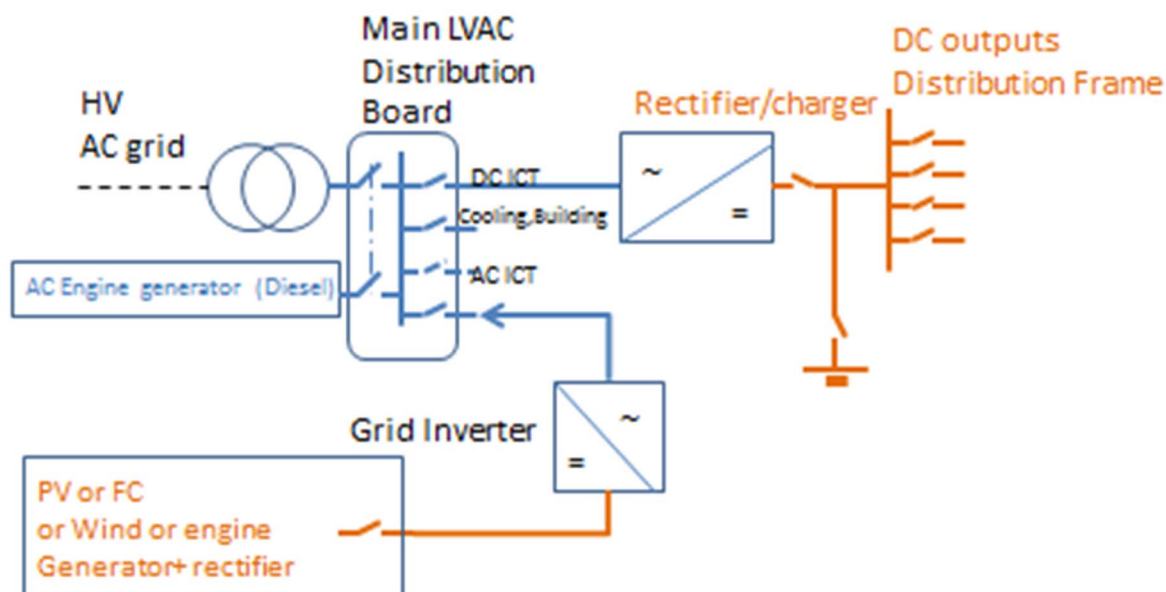 Main LVAC
Distribution
Board
HV
AC grid
DC outputs
Distribution Frame
Rectifier/charger
DC ICT
~
=
Cooling,Building
AC ICT
AC Engine generator (Diesel)
Grid Inverter
~
=
PV or FC
or Wind or engine
Generator+ rectifier